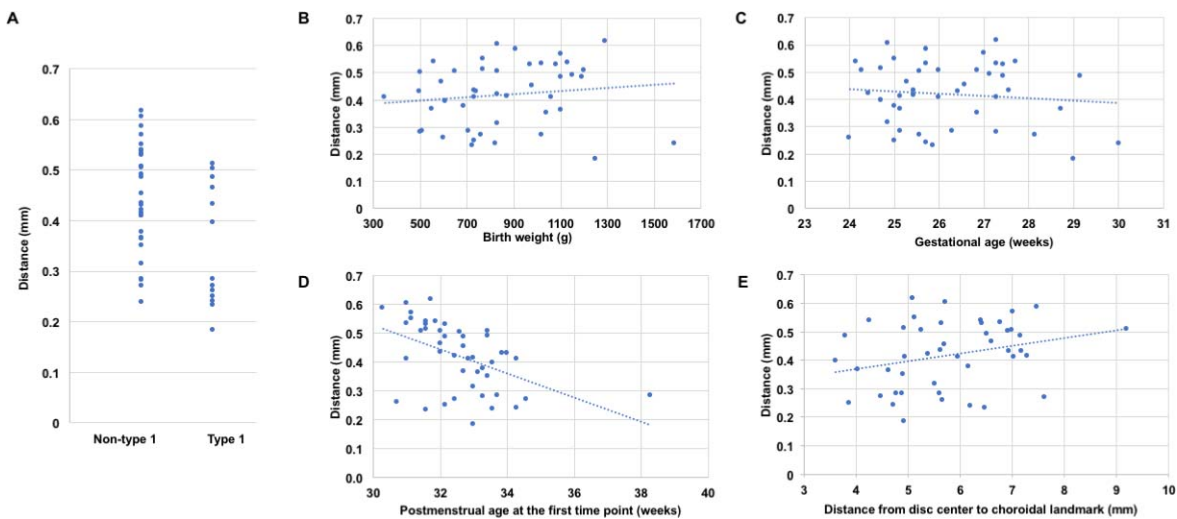 A
0.7
0.6
0.5
0.4
0.3
0.2
0.1
0.0
Distance (mm)
Non-type 1 Type 1
B
0.7
0.6
0.5
0.4
0.3
0.2
0.1
0
Distance (mm)
300 500 700 900 1100 1300 1500 1700
Birth weight (g)
C
0.7
0.6
0.5
0.4
0.3
0.2
0.1
0
Distance (mm)
23 24 25 26 27 28 29 30 31
Gestational age (weeks)
D
0.7
0.6
0.5
0.4
0.3
0.2
0.1
0.0
Distance (mm)
30 32 34 36 38 40
Postmenstrual age at the first time point (weeks)
E
0.7
0.6
0.5
0.4
0.3
0.2
0.1
0
Distance (mm)
3 4 5 6 7 8 9 10
Distance from disc center to choroidal landmark (mm)